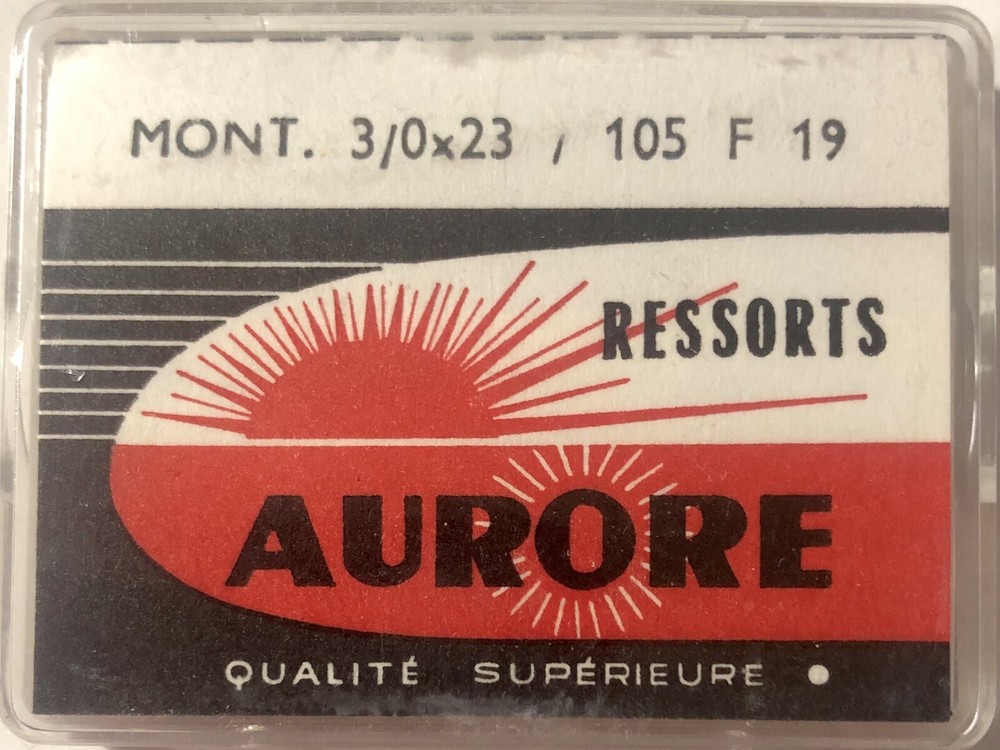 MONT. 3/0x23 , 105 F 19
RESSORTS
AURORE
QUALITÉ SUPÉRIEURE